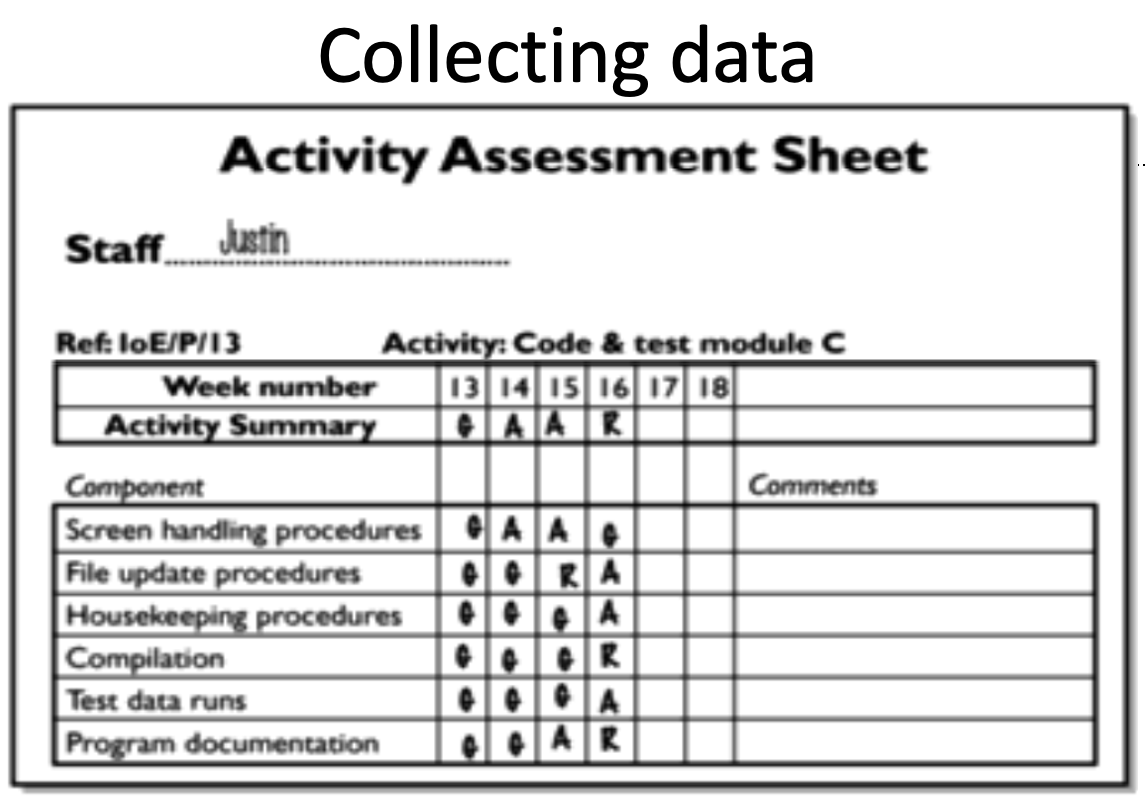 Collecting data
Activity Assessment Sheet
Staff Justin
Ref: IoE/P/13 Activity: Code & test module C
Week number 13 14 15 16 17 18
Activity Summary G A A R
Component Comments
Screen handling procedures G A A G
File update procedures G G R A
Housekeeping procedures G G G A
Compilation G G G R
Test data runs G G G A
Program documentation G G A R